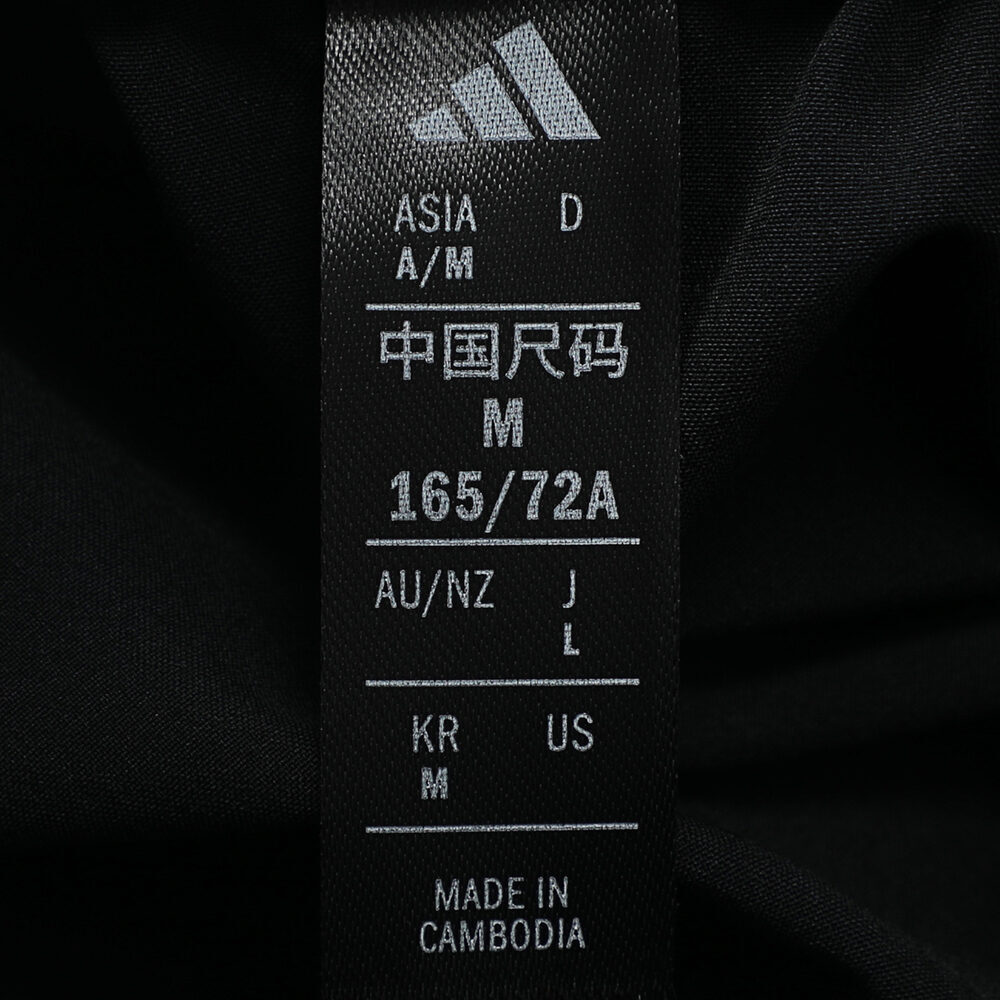 ASIA D
A/M
中国尺码
M
165/72A
AU/NZ J
L
KR US
M
MADE IN
CAMBODIA